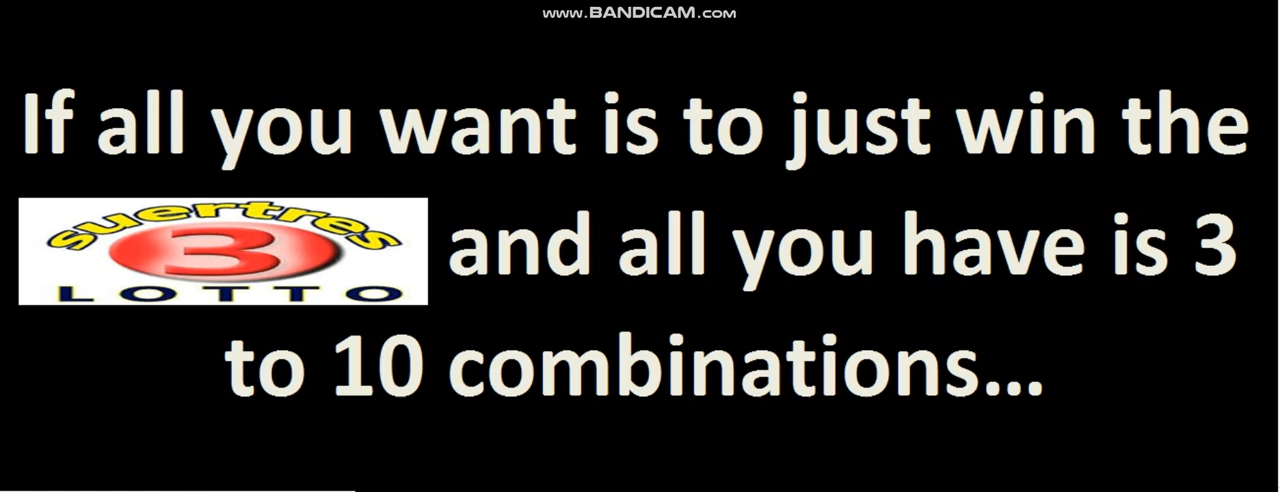 www.BANDICAM.com
If all you want is to just win the
suertres
3
LOTTO
and all you have is 3
to 10 combinations...